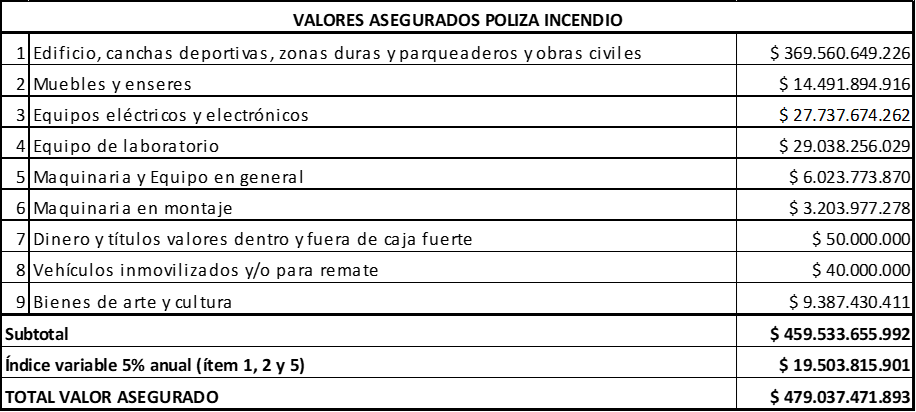 VALORES ASEGURADOS POLIZA INCENDIO
1 Edificio, canchas deportivas, zonas duras y parqueaderos y obras civiles $ 369.560.649.226
2 Muebles y enseres $ 14.491.894.916
3 Equipos eléctricos y electrónicos $ 27.737.674.262
4 Equipo de laboratorio $ 29.038.256.029
5 Maquinaria y Equipo en general $ 6.023.773.870
6 Maquinaria en montaje $ 3.203.977.278
7 Dinero y títulos valores dentro y fuera de caja fuerte $ 50.000.000
8 Vehículos inmovilizados y/o para remate $ 40.000.000
9 Bienes de arte y cultura $ 9.387.430.411
Subtotal $ 459.533.655.992
Índice variable 5% anual (ítem 1, 2 y 5) $ 19.503.815.901
TOTAL VALOR ASEGURADO $ 479.037.471.893